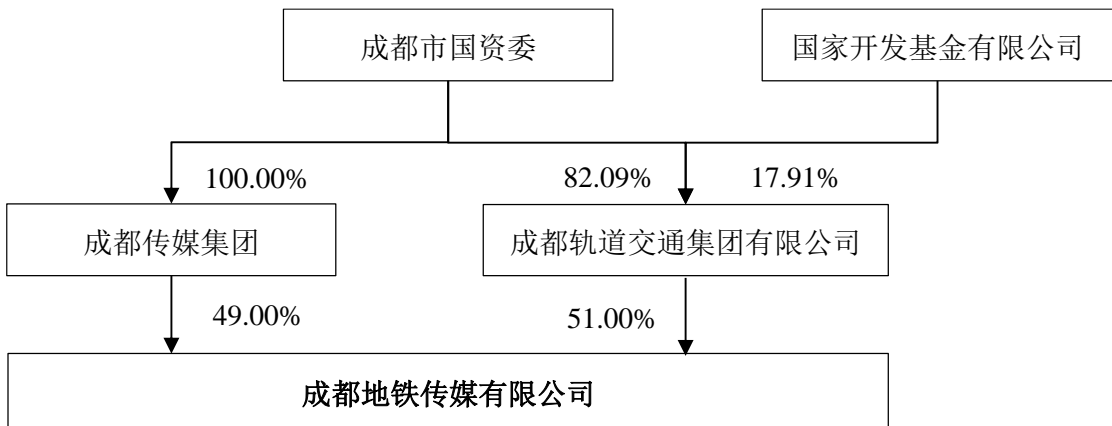 成都市国资委
国家开发基金有限公司
100.00%
82.09%
17.91%
成都传媒集团
成都轨道交通集团有限公司
49.00%
51.00%
成都地铁传媒有限公司